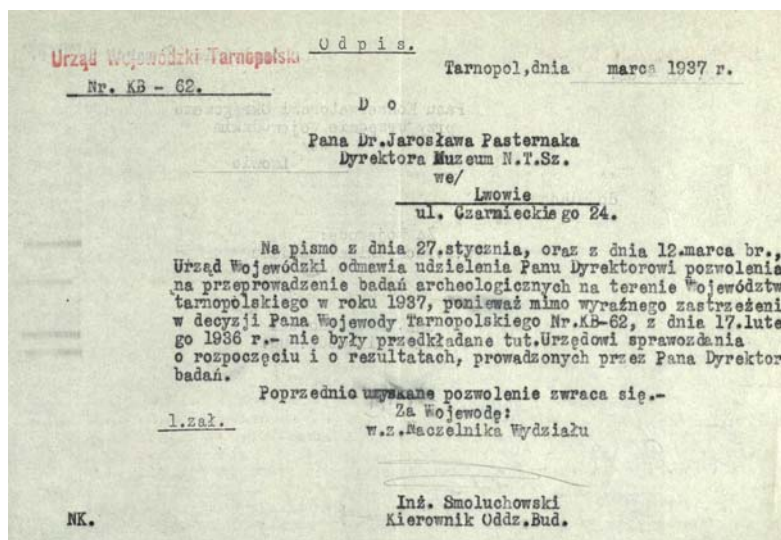 O d p i s.
Urząd Wojewódzki Tarnopolski
Tarnopol,dnia marca 1937 r.
Nr. KB - 62.
D o
Pana Dr.Jarosława Pasternaka
Dyrektora Muzeum N.T.Sz.
we/
Lwowie
ul. Czarnieckiego 24.
Na pismo z dnia 27.stycznia, oraz z dnia 12.marca br.,
Urząd Wojewódzki odmawia udzielenia Panu Dyrektorowi pozwolenia
na przeprowadzenie badań archeologicznych na terenie Województw
tarnopolskiego w roku 1937, ponieważ mimo wyraźnego zastrzeżeni
w decyzji Pana Wojewody Tarnopolskiego Nr.KB-62, z dnia 17.lute
go 1936 r.- nie były przedkładane tut.Urzędowi sprawozdania
o rozpoczęciu i o rezultatach, prowadzonych przez Pana Dyrektor
badań.
Poprzednio uzyskane pozwolenie zwraca się.-
Za Wojewodę:
1.zał.
w.z.Naczelnika Wydziału
Inż. Smoluchowski
NK.
Kierownik Oddz.Bud.